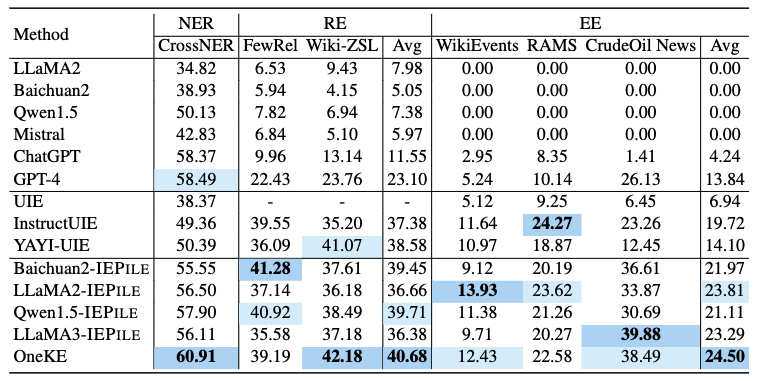 Method NER RE EE
CrossNER FewRel Wiki-ZSL Avg WikiEvents RAMS CrudeOil News Avg
LLaMA2 34.82 6.53 9.43 7.98 0.00 0.00 0.00 0.00
Baichuan2 38.93 5.94 4.15 5.05 0.00 0.00 0.00 0.00
Qwen1.5 50.13 7.82 6.94 7.38 0.00 0.00 0.00 0.00
Mistral 42.83 6.84 5.10 5.97 0.00 0.00 0.00 0.00
ChatGPT 58.37 9.96 13.14 11.55 2.95 8.35 1.41 4.24
GPT-4 58.49 22.43 23.76 23.10 5.24 10.14 26.13 13.84
UIE 38.37 - - - 5.12 9.25 6.45 6.94
InstructUIE 49.36 39.55 35.20 37.38 11.64 24.27 23.26 19.72
YAYI-UIE 50.39 36.09 41.07 38.58 10.97 18.87 12.45 14.10
Baichuan2-IEPILE 55.55 41.28 37.61 39.45 9.12 20.19 36.61 21.97
LLaMA2-IEPILE 56.50 37.14 36.18 36.66 13.93 23.62 33.87 23.81
Qwen1.5-IEPILE 57.90 40.92 38.49 39.71 11.38 21.26 30.69 21.11
LLaMA3-IEPILE 56.11 35.58 37.18 36.38 9.71 20.27 39.88 23.29
OneKE 60.91 39.19 42.18 40.68 12.43 22.58 38.49 24.50